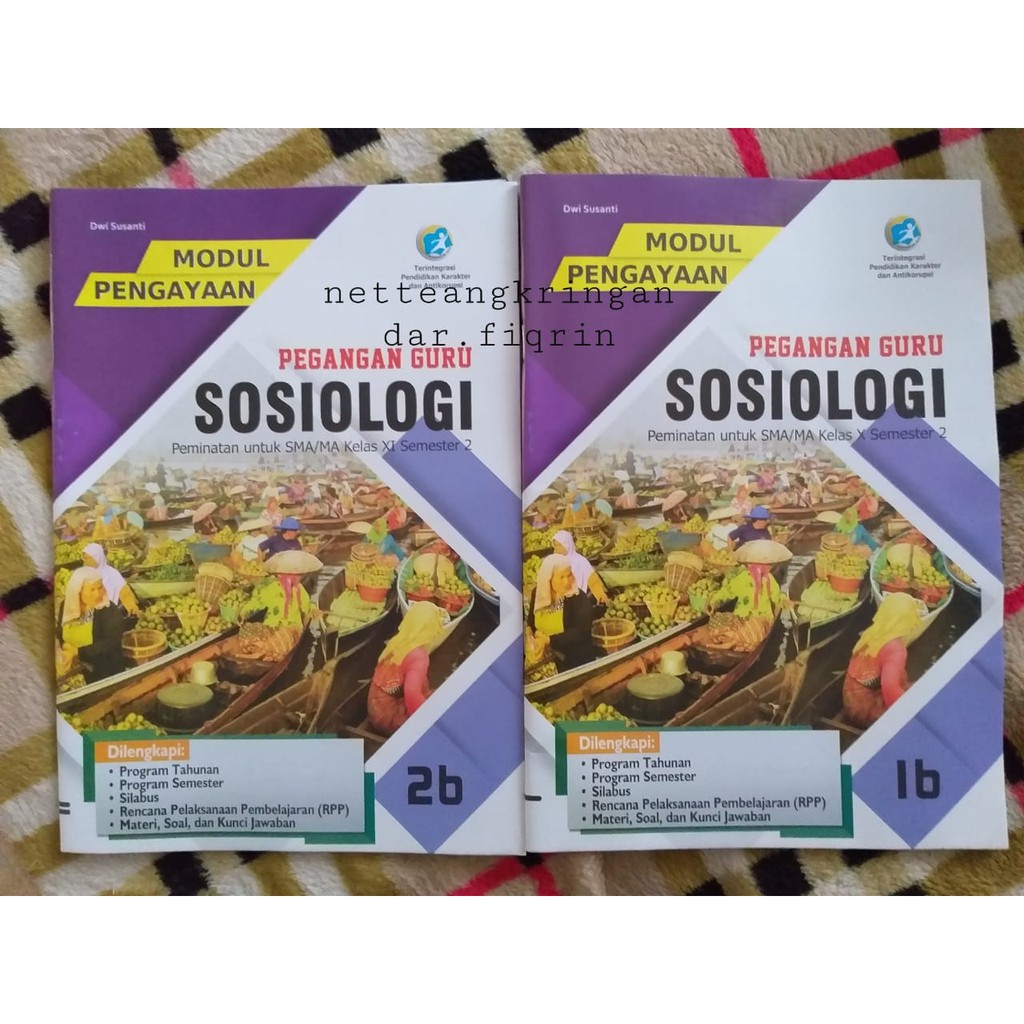 Dwi Susanti
MODUL
PENGAYAAN
Terintegrasi
Pendidikan Karakter
dan Antikorupsi
PEGANGAN GURU
SOSIOLOGI
Peminatan untuk SMA/MA Kelas XI Semester 2
Dilengkapi:
• Program Tahunan
• Program Semester
• Silabus
• Rencana Pelaksanaan Pembelajaran (RPP)
• Materi, Soal, dan Kunci Jawaban
2b
netteangkringan
dar.fiqrin
Dwi Susanti
MODUL
PENGAYAAN
Terintegrasi
Pendidikan Karakter
dan Antikorupsi
PEGANGAN GURU
SOSIOLOGI
Peminatan untuk SMA/MA Kelas X Semester 2
Dilengkapi:
• Program Tahunan
• Program Semester
• Silabus
• Rencana Pelaksanaan Pembelajaran (RPP)
• Materi, Soal, dan Kunci Jawaban
1b